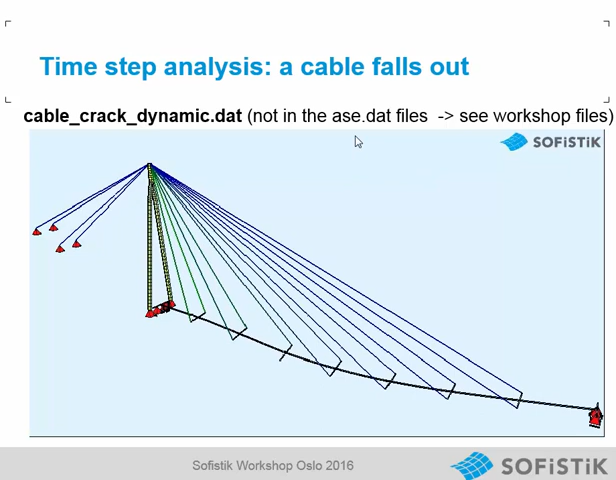 Time step analysis: a cable falls out
cable_crack_dynamic.dat (not in the ase.dat files -> see workshop files)
SOFiSTiK
Sofistik Workshop Oslo 2016
SOFiSTiK